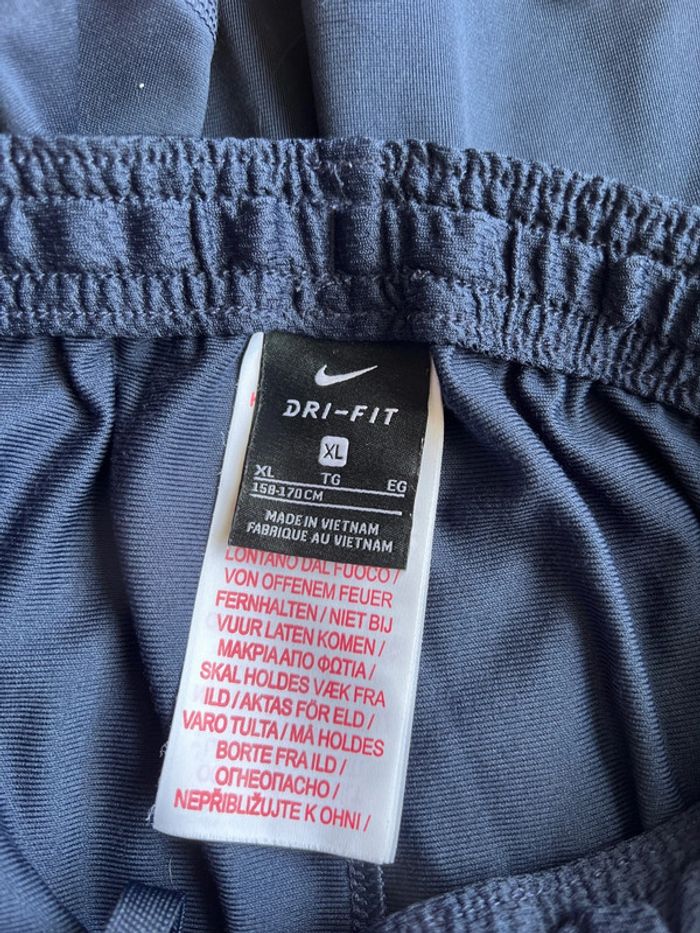 DRI-FIT
XL
XL TG EG
158-170CM
MADE IN VIETNAM
FABRIQUE AU VIETNAM
LONTANO DAL FUOCO /
VON OFFENEM FEUER
FERNHALTEN / NIET BIJ
VUUR LATEN KOMEN /
ΜΑΚΡΙΑ ΑΠΟ ΦΩΤΙΑ /
SKAL HOLDES VÆK FRA
ILD / AKTAS FÖR ELD /
VARO TULTA / MÅ HOLDES
BORTE FRA ILD /
ОГНЕОПАСНО /
NEPŘIBLIŽUJTE K OHNI /